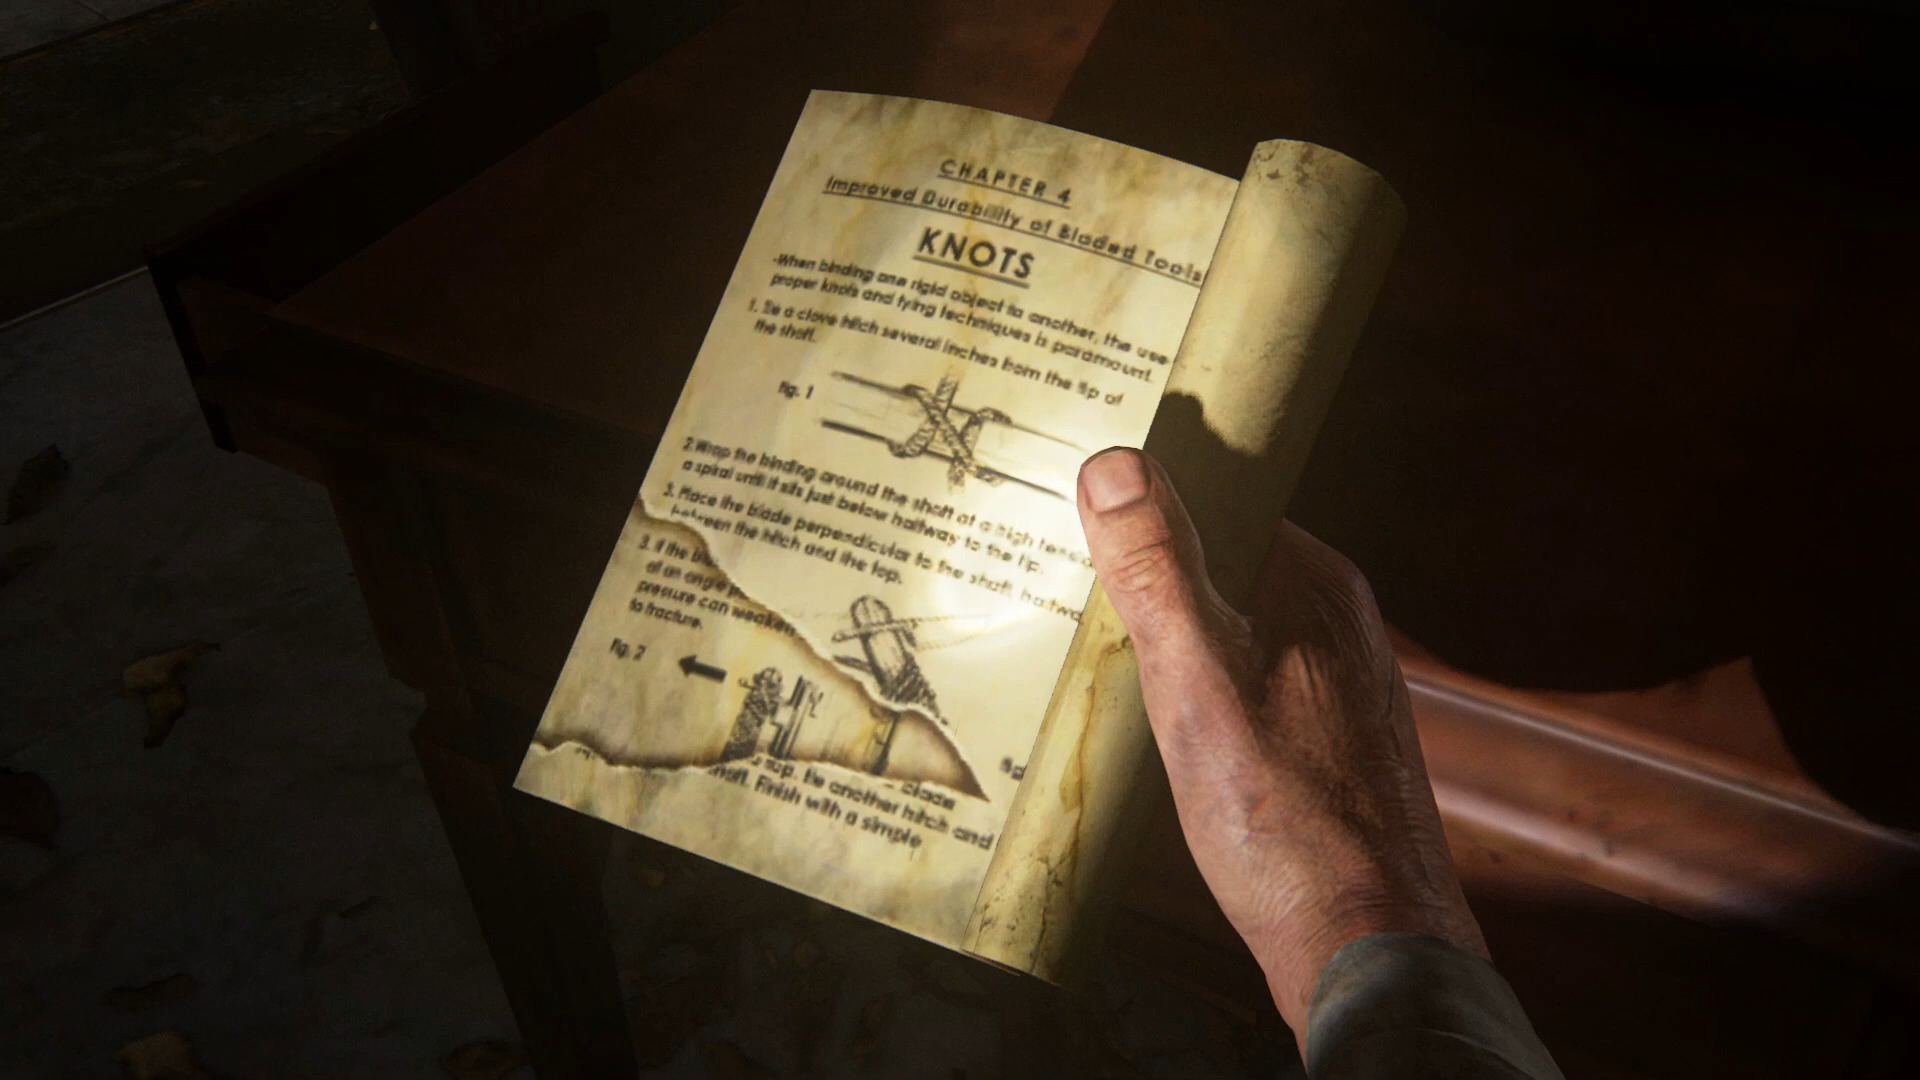 CHAPTER 4
Improved Durability of Bladed Tools
KNOTS
-When binding one rigid object to another, the use
proper knots and tying techniques is paramount.
1. Tie a clove hitch several inches from the tip of
the shaft.
fig. 1
2. Wrap the binding around the shaft at a high
a spiral until it sits just below halfway to the tip.
3. Place the blade perpendicular to the shaft,
between the hitch and the top.
3. If the
at an angle
pressure can weaken
to fracture.
fig. 2
fig
blade
tie another hitch and
Finish with a simple